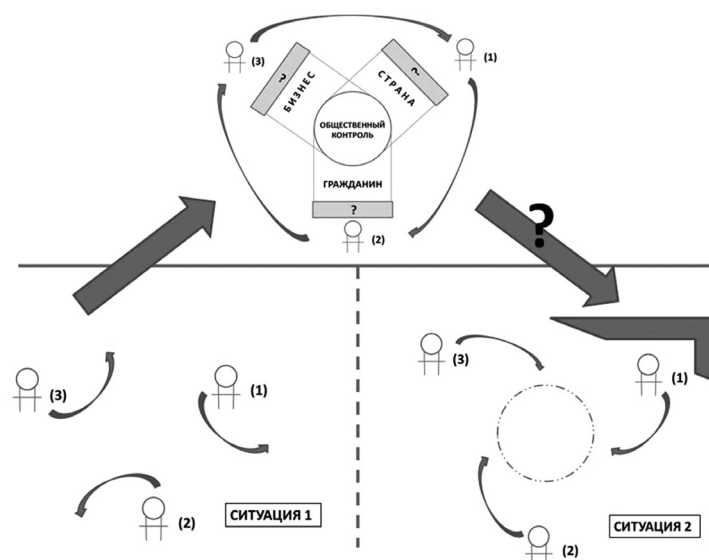 (3)
(1)
?
БИЗНЕС
?
СТРАНА
ОБЩЕСТВЕННЫЙ
КОНТРОЛЬ
ГРАЖДАНИН
?
(2)
?
(3)
(1)
(2)
СИТУАЦИЯ 1
(3)
(1)
(2)
СИТУАЦИЯ 2